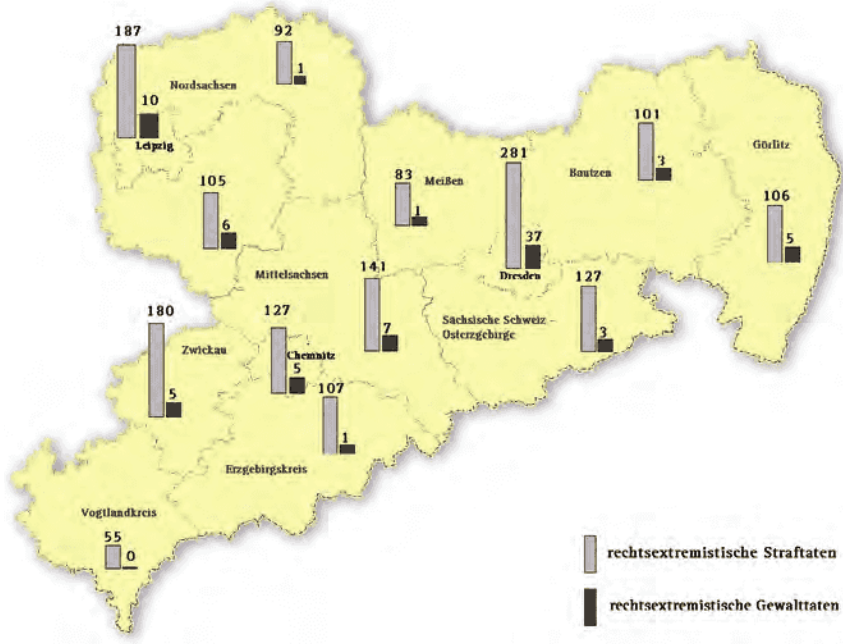 187
92
1
Nordsachsen
10
Leipzig
105
6
83
1
Meißen
281
37
Dresden
101
3
Bautzen
Görlitz
106
5
Mittelsachsen
141
7
127
3
Sächsische Schweiz -
Osterzgebirge
180
5
Zwickau
127
5
Chemnitz
107
1
Erzgebirgskreis
Vogtlandkreis
55
0
rechtsextremistische Straftaten
rechtsextremistische Gewalttaten